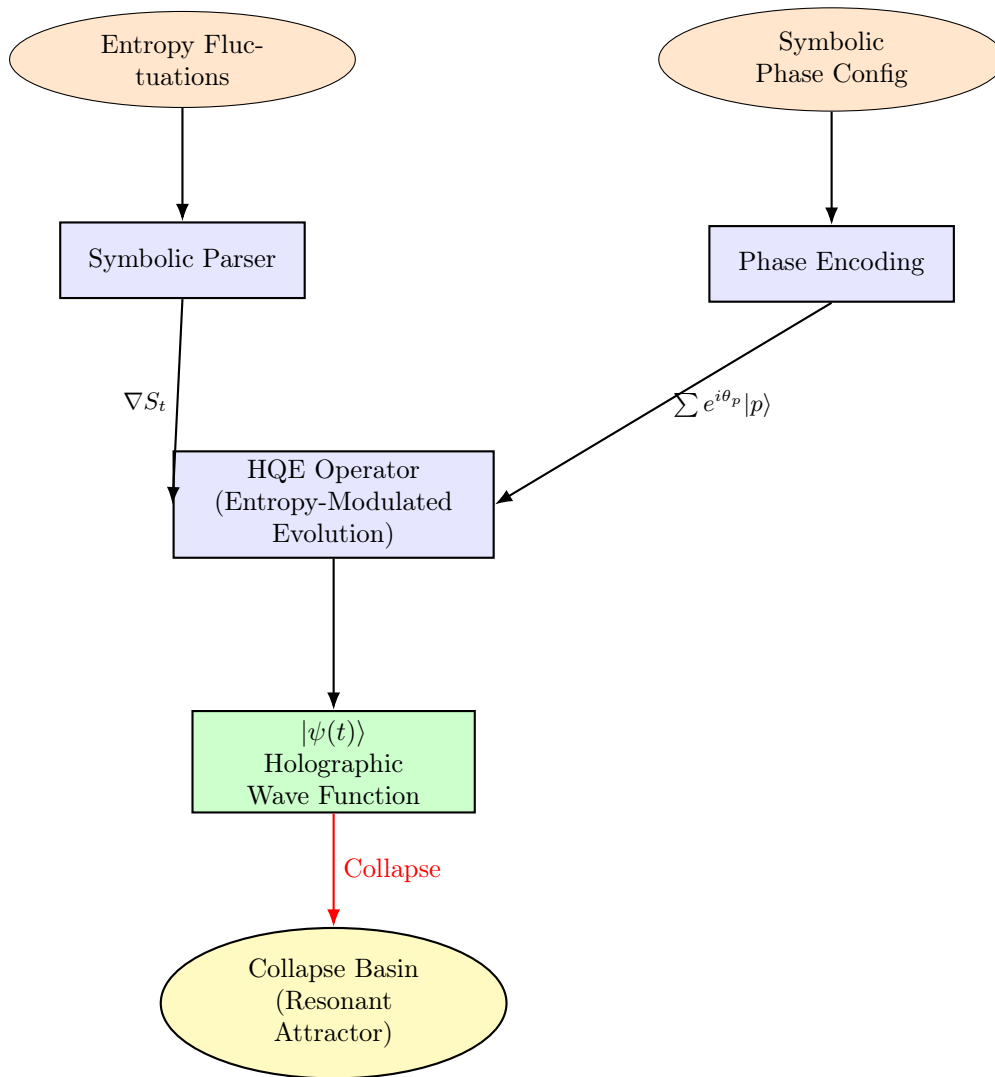 Entropy Fluc-
tuations
Symbolic
Phase Config
Symbolic Parser
Phase Encoding
∇S_t
∑ e^{iθ_p}|p⟩
HQE Operator
(Entropy-Modulated
Evolution)
|ψ(t)⟩
Holographic
Wave Function
Collapse
Collapse Basin
(Resonant
Attractor)